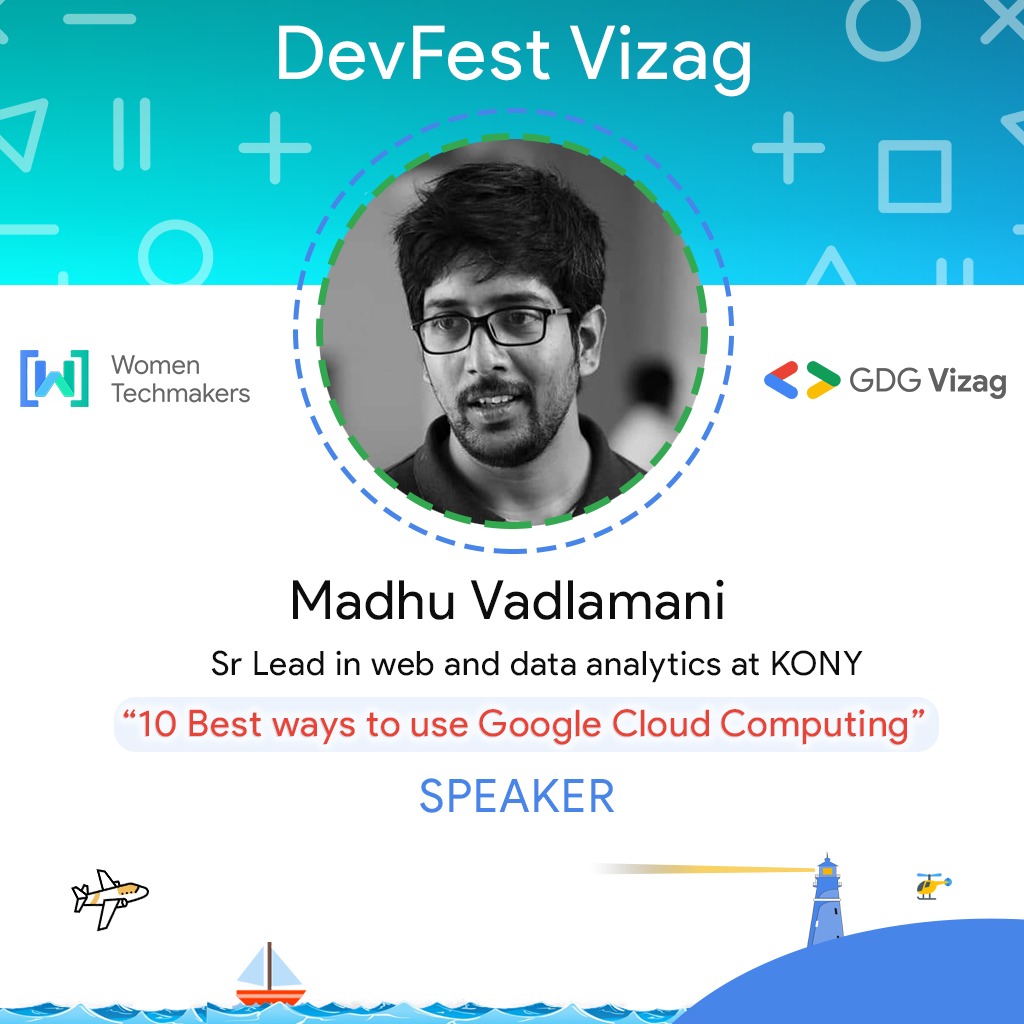 DevFest Vizag
Women
Techmakers
GDG Vizag
Madhu Vadlamani
Sr Lead in web and data analytics at KONY
“10 Best ways to use Google Cloud Computing”
SPEAKER